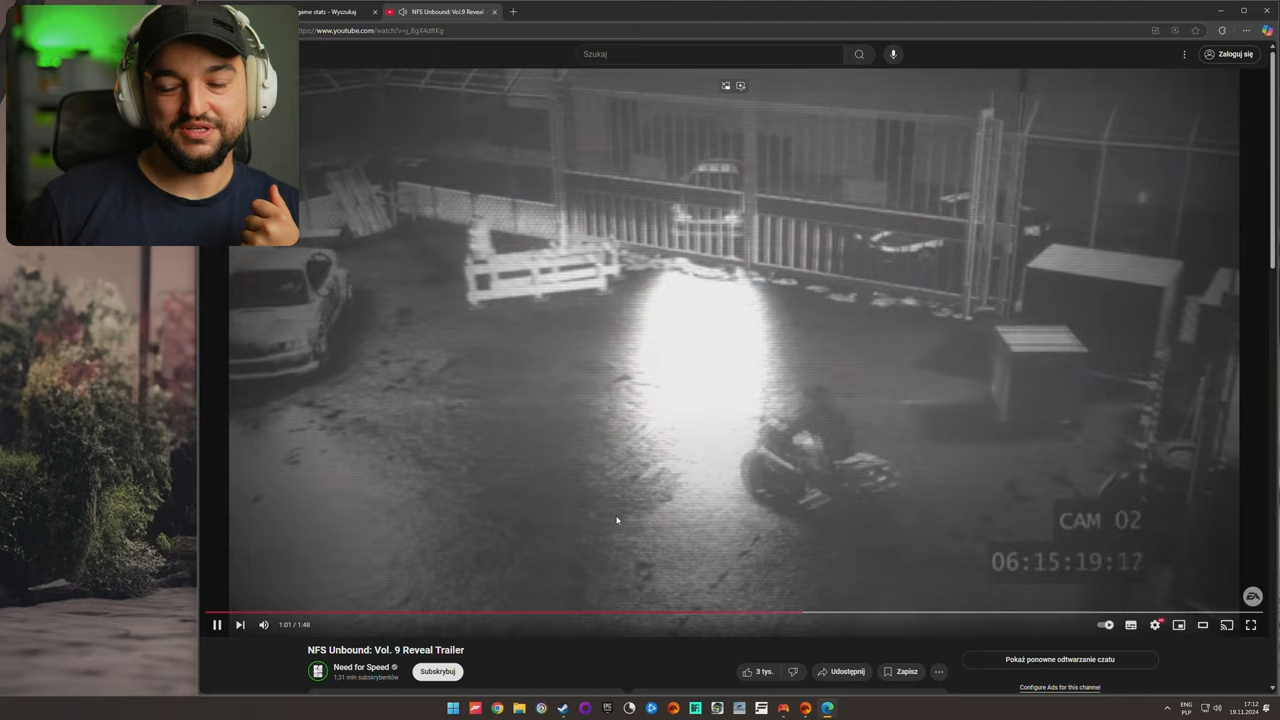 game stats - Wyszukaj
NFS Unbound: Vol.9 Reveal
https://www.youtube.com/watch?v=j_BgX4dftKg
Szukaj
Zaloguj się
CAM 02
06:15:19:17
EA
1:01 / 1:48
NFS Unbound: Vol. 9 Reveal Trailer
Need for Speed
1,31 mln subskrybentów
Subskrybuj
3 tys.
Udostępnij
Zapisz
Pokaż ponowne odtwarzanie czatu
Configure Ads for this channel
EPIC
ENG
PLP
17:12
19.11.2024